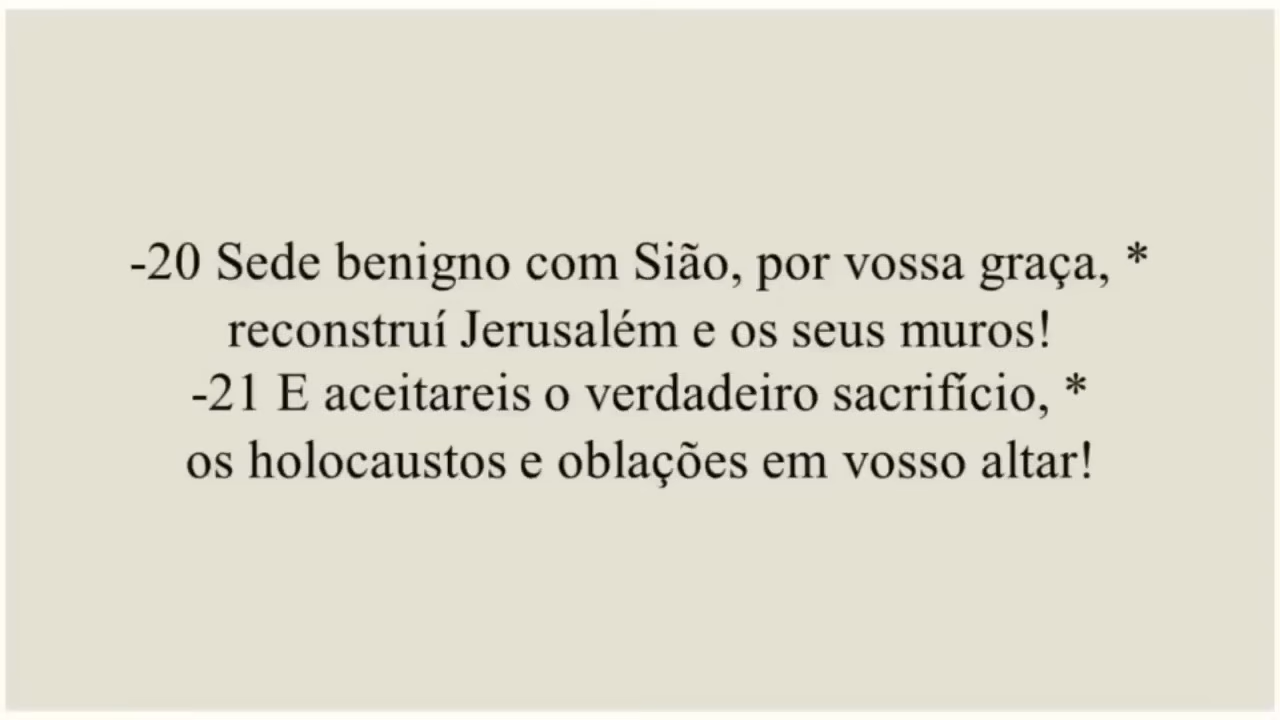 -20 Sede benigno com Sião, por vossa graça, *
reconstruí Jerusalém e os seus muros!
-21 E aceitareis o verdadeiro sacrifício, *
os holocaustos e oblações em vosso altar!